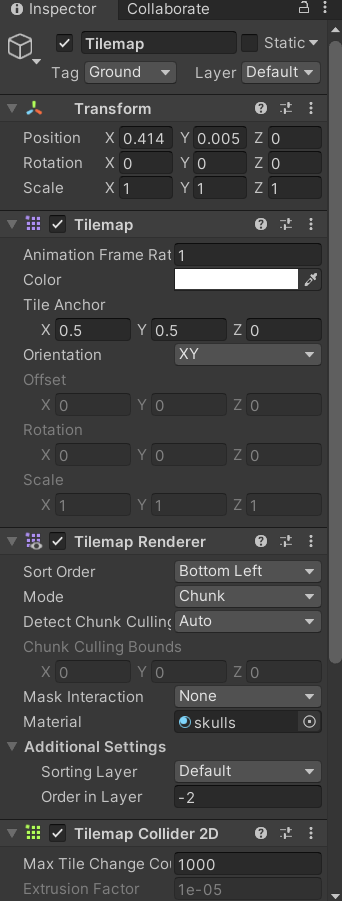 Inspector Collaborate
Tilemap Static
Tag Ground Layer Default
Transform
Position X 0.414 Y 0.005 Z 0
Rotation X 0 Y 0 Z 0
Scale X 1 Y 1 Z 1
Tilemap
Animation Frame Rat 1
Color
Tile Anchor
X 0.5 Y 0.5 Z 0
Orientation XY
Offset
X 0 Y 0 Z 0
Rotation
X 0 Y 0 Z 0
Scale
X 1 Y 1 Z 1
Tilemap Renderer
Sort Order Bottom Left
Mode Chunk
Detect Chunk Culling Auto
Chunk Culling Bounds
X 0 Y 0 Z 0
Mask Interaction None
Material skulls
Additional Settings
Sorting Layer Default
Order in Layer -2
Tilemap Collider 2D
Max Tile Change Cou 1000
Extrusion Factor 1e-05